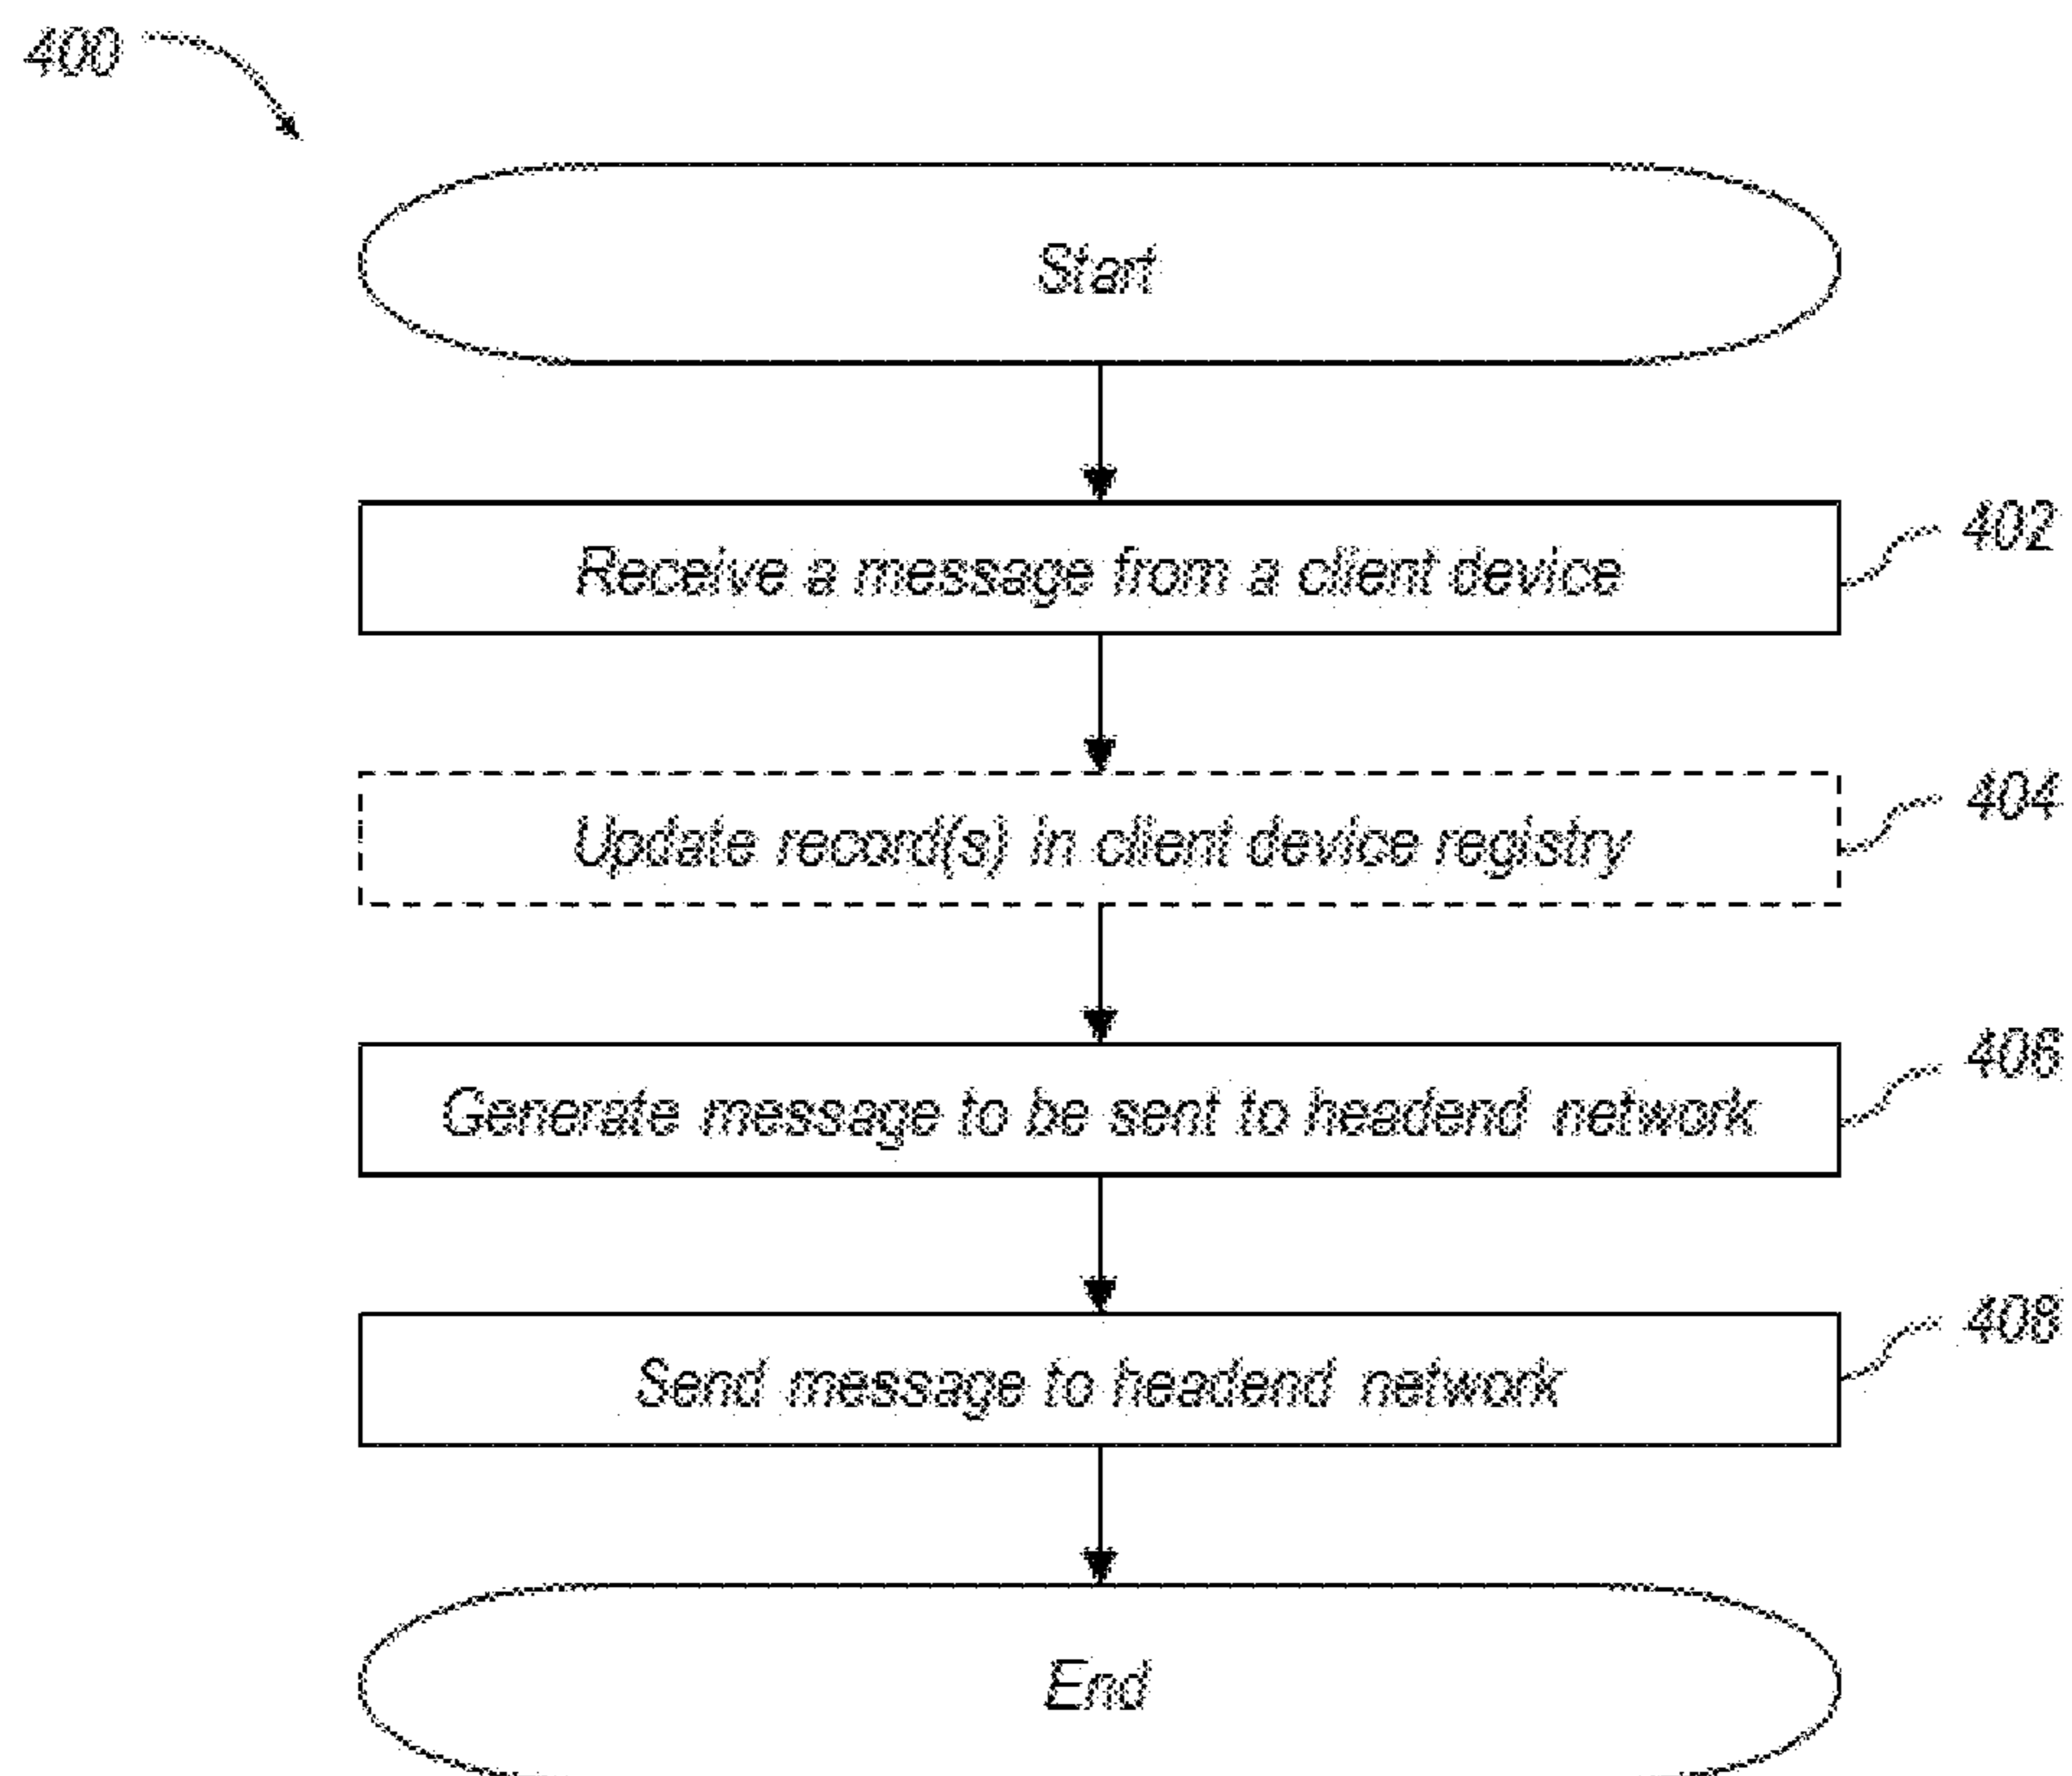 400
Start
Receive a message from a client device
402
Update record(s) in client device registry
404
Generate message to be sent to headend network
406
Send message to headend network
408
End